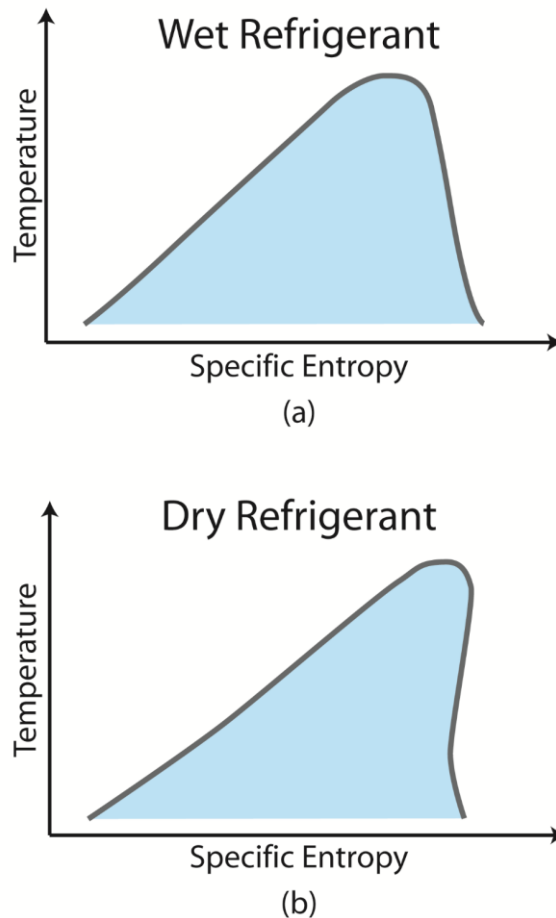 Wet Refrigerant
Temperature
Specific Entropy
(a)
Dry Refrigerant
Temperature
Specific Entropy
(b)